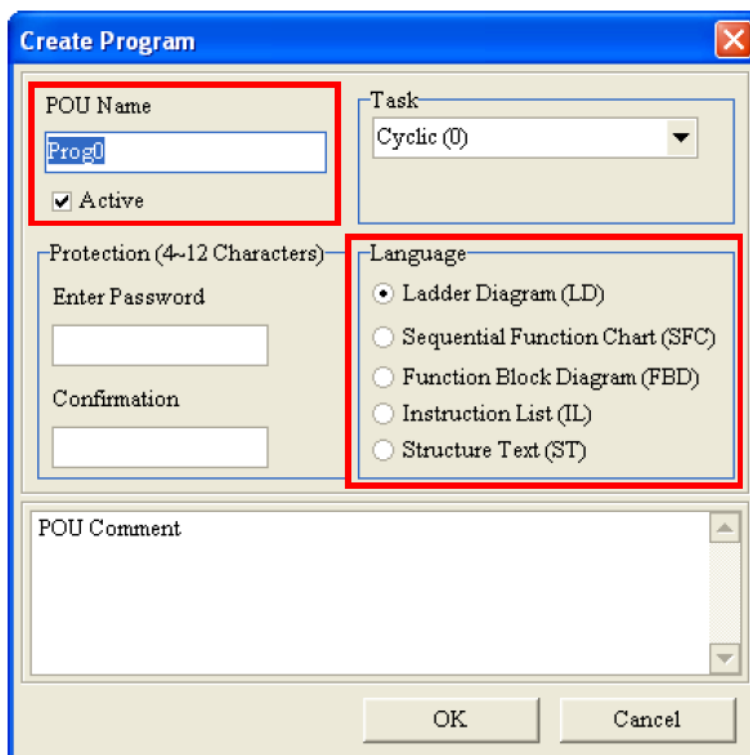 Create Program
POU Name
Prog0
Active
Task
Cyclic (0)
Protection (4~12 Characters)
Enter Password
Confirmation
Language
Ladder Diagram (LD)
Sequential Function Chart (SFC)
Function Block Diagram (FBD)
Instruction List (IL)
Structure Text (ST)
POU Comment
OK
Cancel